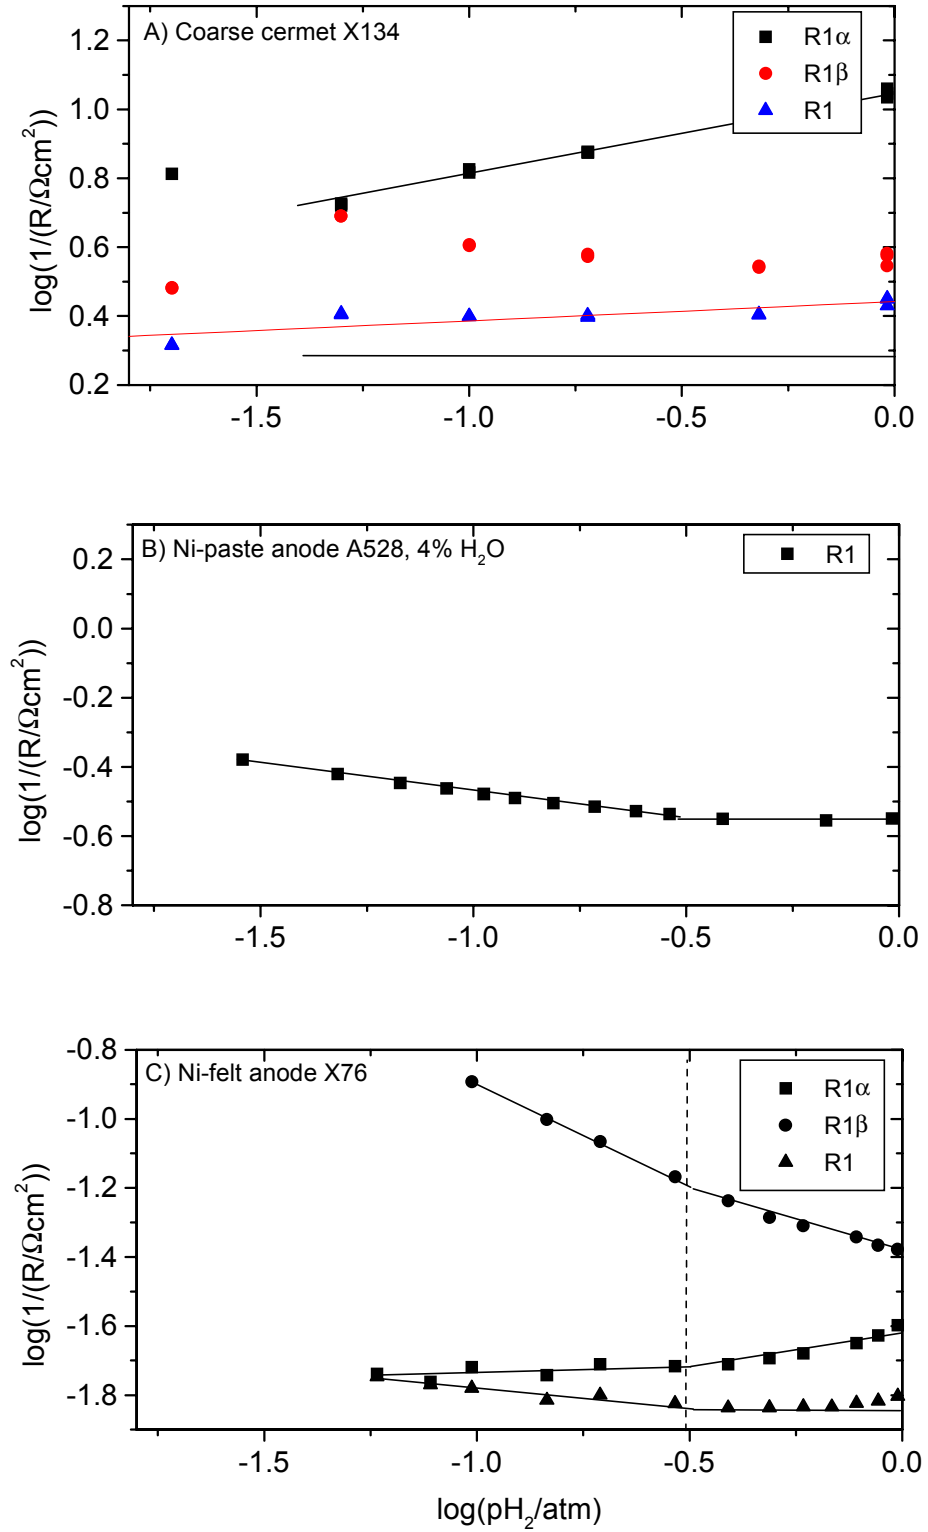 A) Coarse cermet X134
R1α
R1β
R1
log(1/(R/Ωcm²))
1.2
1.0
0.8
0.6
0.4
0.2
-1.5
-1.0
-0.5
0.0
B) Ni-paste anode A528, 4% H₂O
R1
log(1/(R/Ωcm²))
0.2
0.0
-0.2
-0.4
-0.6
-0.8
-1.5
-1.0
-0.5
0.0
C) Ni-felt anode X76
R1α
R1β
R1
log(1/(R/Ωcm²))
-0.8
-1.0
-1.2
-1.4
-1.6
-1.8
-1.5
-1.0
-0.5
0.0
log(pH₂/atm)